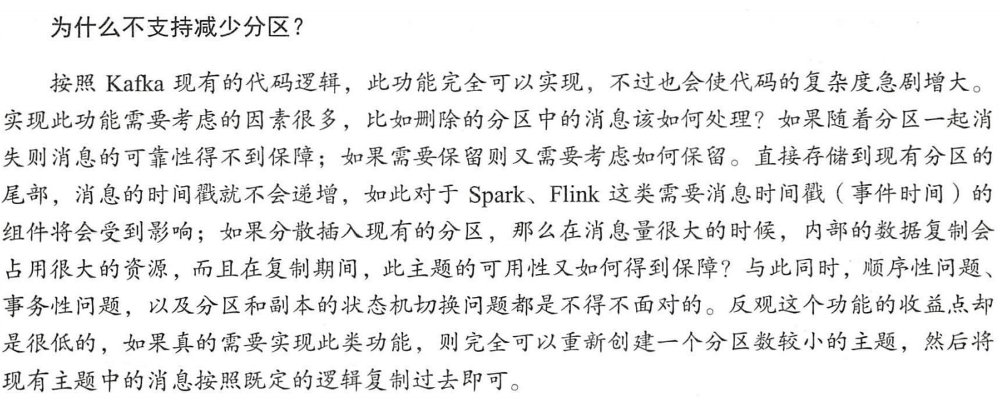 为什么不支持减少分区?
按照 Kafka 现有的代码逻辑，此功能完全可以实现，不过也会使代码的复杂度急剧增大。
实现此功能需要考虑的因素很多，比如删除的分区中的消息该如何处理？如果随着分区一起消
失则消息的可靠性得不到保障；如果需要保留则又需要考虑如何保留。直接存储到现有分区的
尾部，消息的时间戳就不会递增，如此对于 Spark、Flink 这类需要消息时间戳（事件时间）的
组件将会受到影响；如果分散插入现有的分区，那么在消息量很大的时候，内部的数据复制会
占用很大的资源，而且在复制期间，此主题的可用性又如何得到保障？与此同时，顺序性问题、
事务性问题，以及分区和副本的状态机切换问题都是不得不面对的。反观这个功能的收益点却
是很低的，如果真的需要实现此类功能，则完全可以重新创建一个分区数较小的主题，然后将
现有主题中的消息按照既定的逻辑复制过去即可。